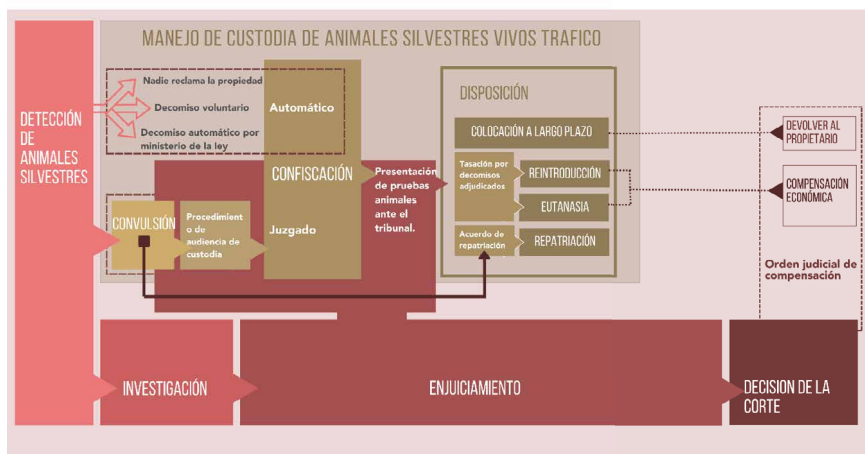 MANEJO DE CUSTODIA DE ANIMALES SILVESTRES VIVOS TRAFICO
DETECCIÓN
DE
ANIMALES
SILVESTRES
Nadie reclama la propiedad
Decomiso voluntario
Decomiso automático por
ministerio de la ley
Automático
CONFISCACIÓN
Juzgado
CONVULSIÓN
Procedimient
o de
audiencia de
custodia
Presentación
de pruebas
animales
ante el
tribunal.
DISPOSICIÓN
COLOCACIÓN A LARGO PLAZO
Tasación por
decomisos
adjudicados
REINTRODUCCIÓN
EUTANASIA
Acuerdo de
repatriación
REPATRIACIÓN
DEVOLVER AL
PROPIETARIO
COMPENSACIÓN
ECONÓMICA
Orden judicial de
compensación
INVESTIGACIÓN
ENJUICIAMIENTO
DECISION DE LA
CORTE